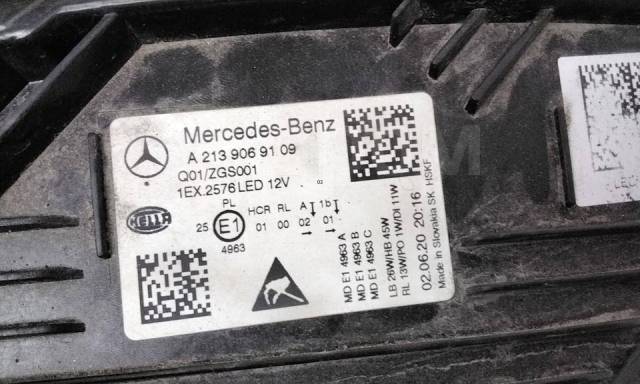 Mercedes-Benz
A 213 906 91 09
Q01/ZGS001
1EX.2576 LED 12V
02
HELLA
PL
25 E1 HCR RL A 1b
01 00 02 01
4963
MD E1 4963 A
MD E1 4963 B
MD E1 4963 C
LB 26W/HB 45W
RL 13W/PO 1W/DI 11W
02.06.20 20:16
Made in Slovakia SK HSKF